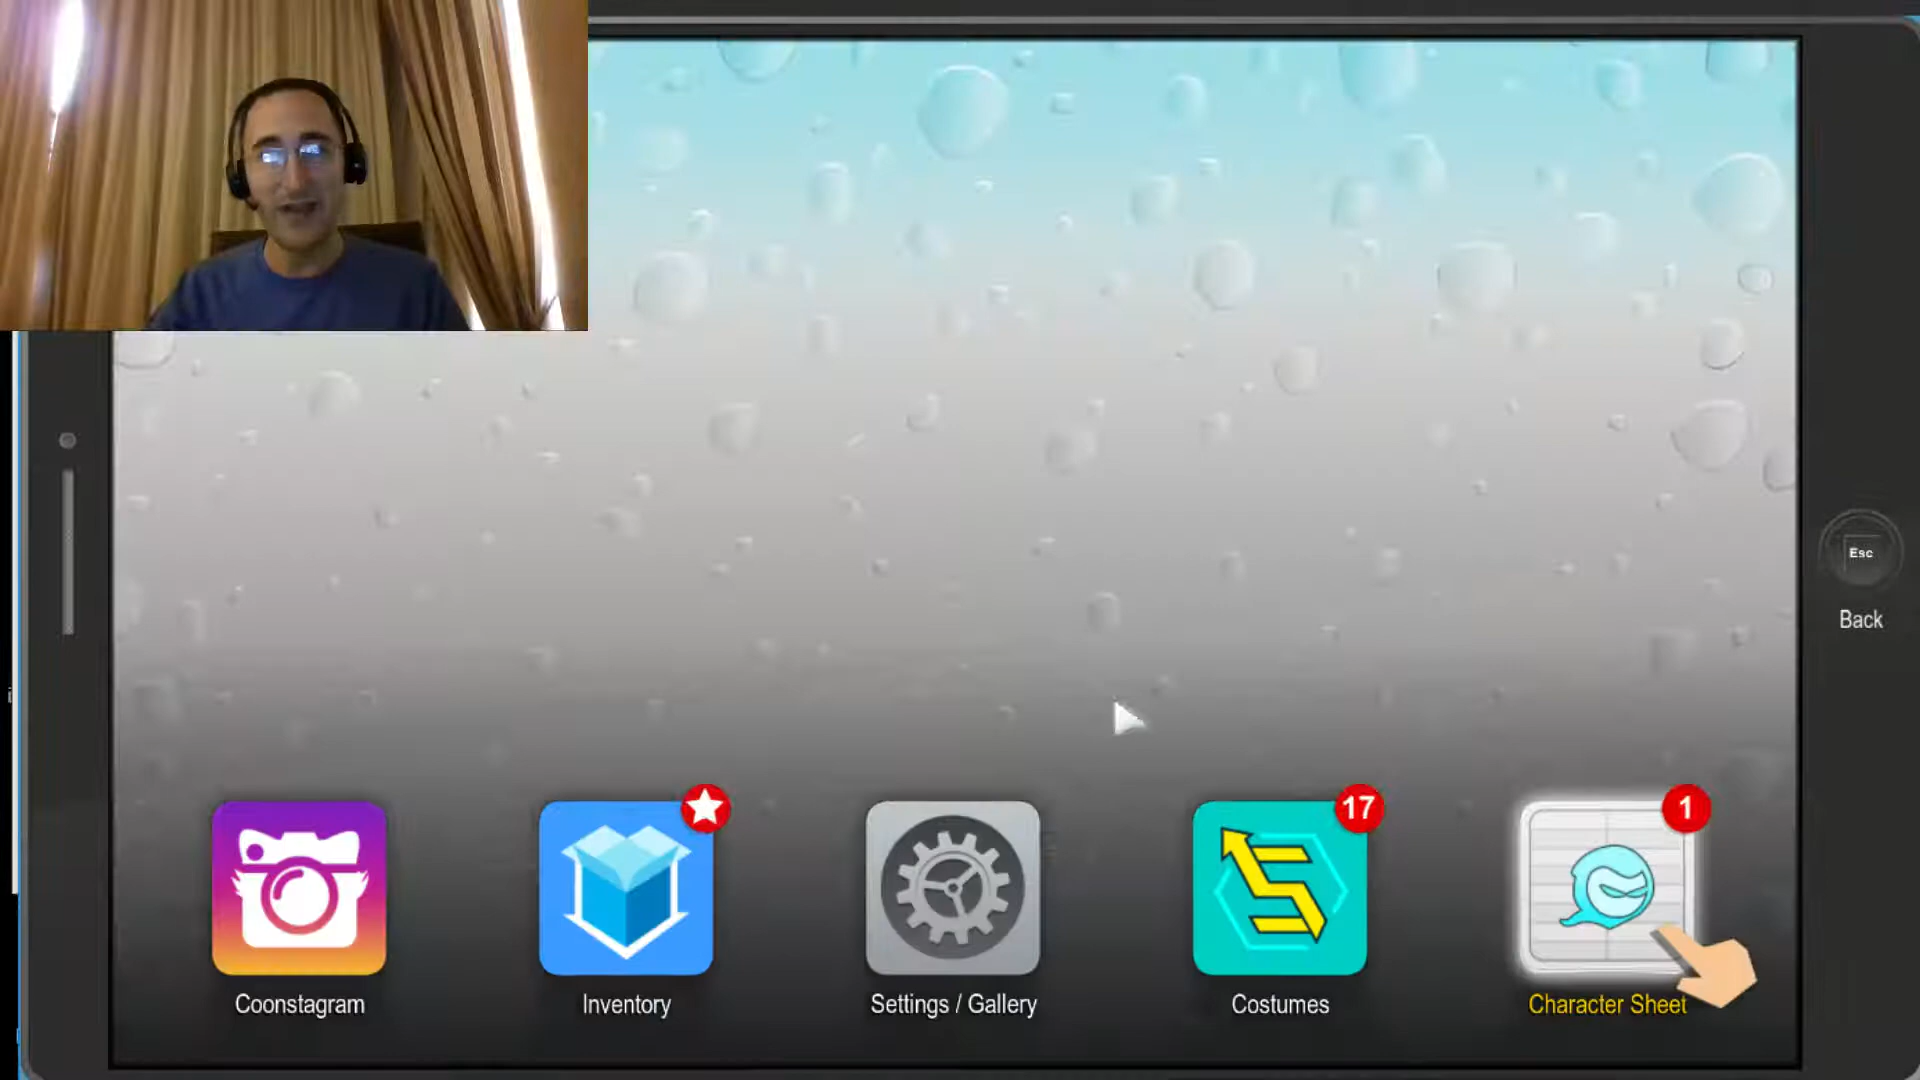 Esc
Back
17
1
Coonstagram
Inventory
Settings / Gallery
Costumes
Character Sheet